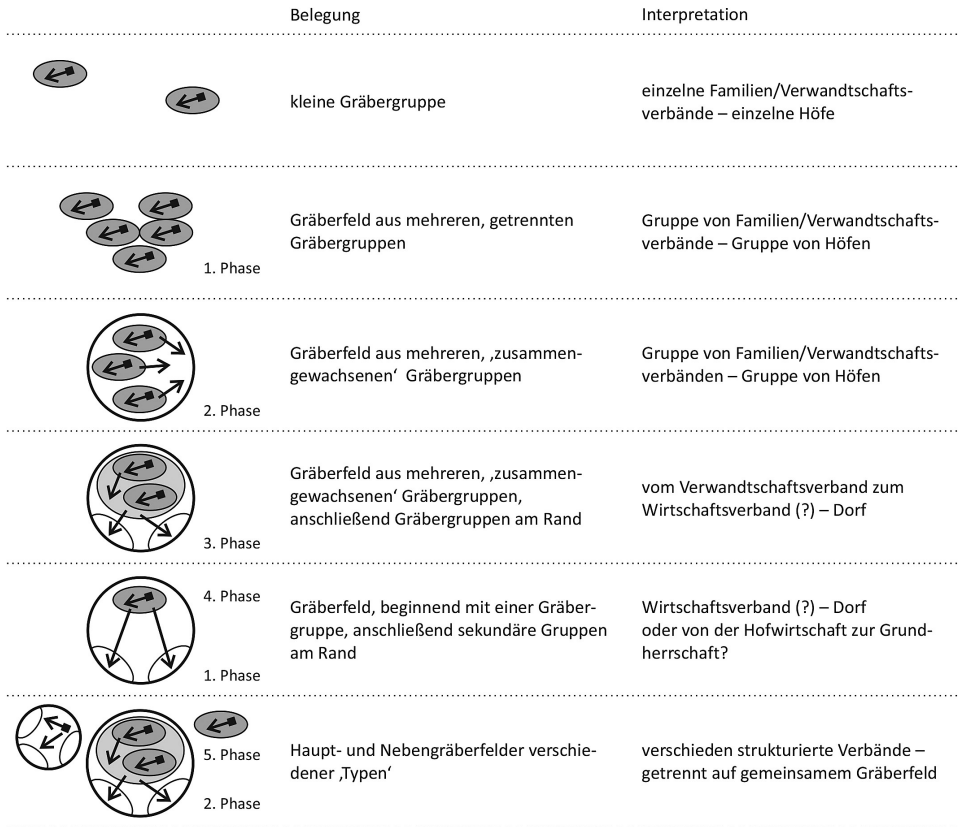 Belegung
Interpretation
kleine Gräbergruppe
einzelne Familien/Verwandtschafts-
verbände – einzelne Höfe
1. Phase
Gräberfeld aus mehreren, getrennten
Gräbergruppen
Gruppe von Familien/Verwandtschafts-
verbände – Gruppe von Höfen
2. Phase
Gräberfeld aus mehreren, ‚zusammen-
gewachsenen‘ Gräbergruppen
Gruppe von Familien/Verwandtschafts-
verbänden – Gruppe von Höfen
3. Phase
Gräberfeld aus mehreren, ‚zusammen-
gewachsenen‘ Gräbergruppen,
anschließend Gräbergruppen am Rand
vom Verwandtschaftsverband zum
Wirtschaftsverband (?) – Dorf
4. Phase
1. Phase
Gräberfeld, beginnend mit einer Gräber-
gruppe, anschließend sekundäre Gruppen
am Rand
Wirtschaftsverband (?) – Dorf
oder von der Hofwirtschaft zur Grund-
herrschaft?
5. Phase
2. Phase
Haupt- und Nebengräberfelder verschie-
dener ‚Typen‘
verschieden strukturierte Verbände –
getrennt auf gemeinsamem Gräberfeld